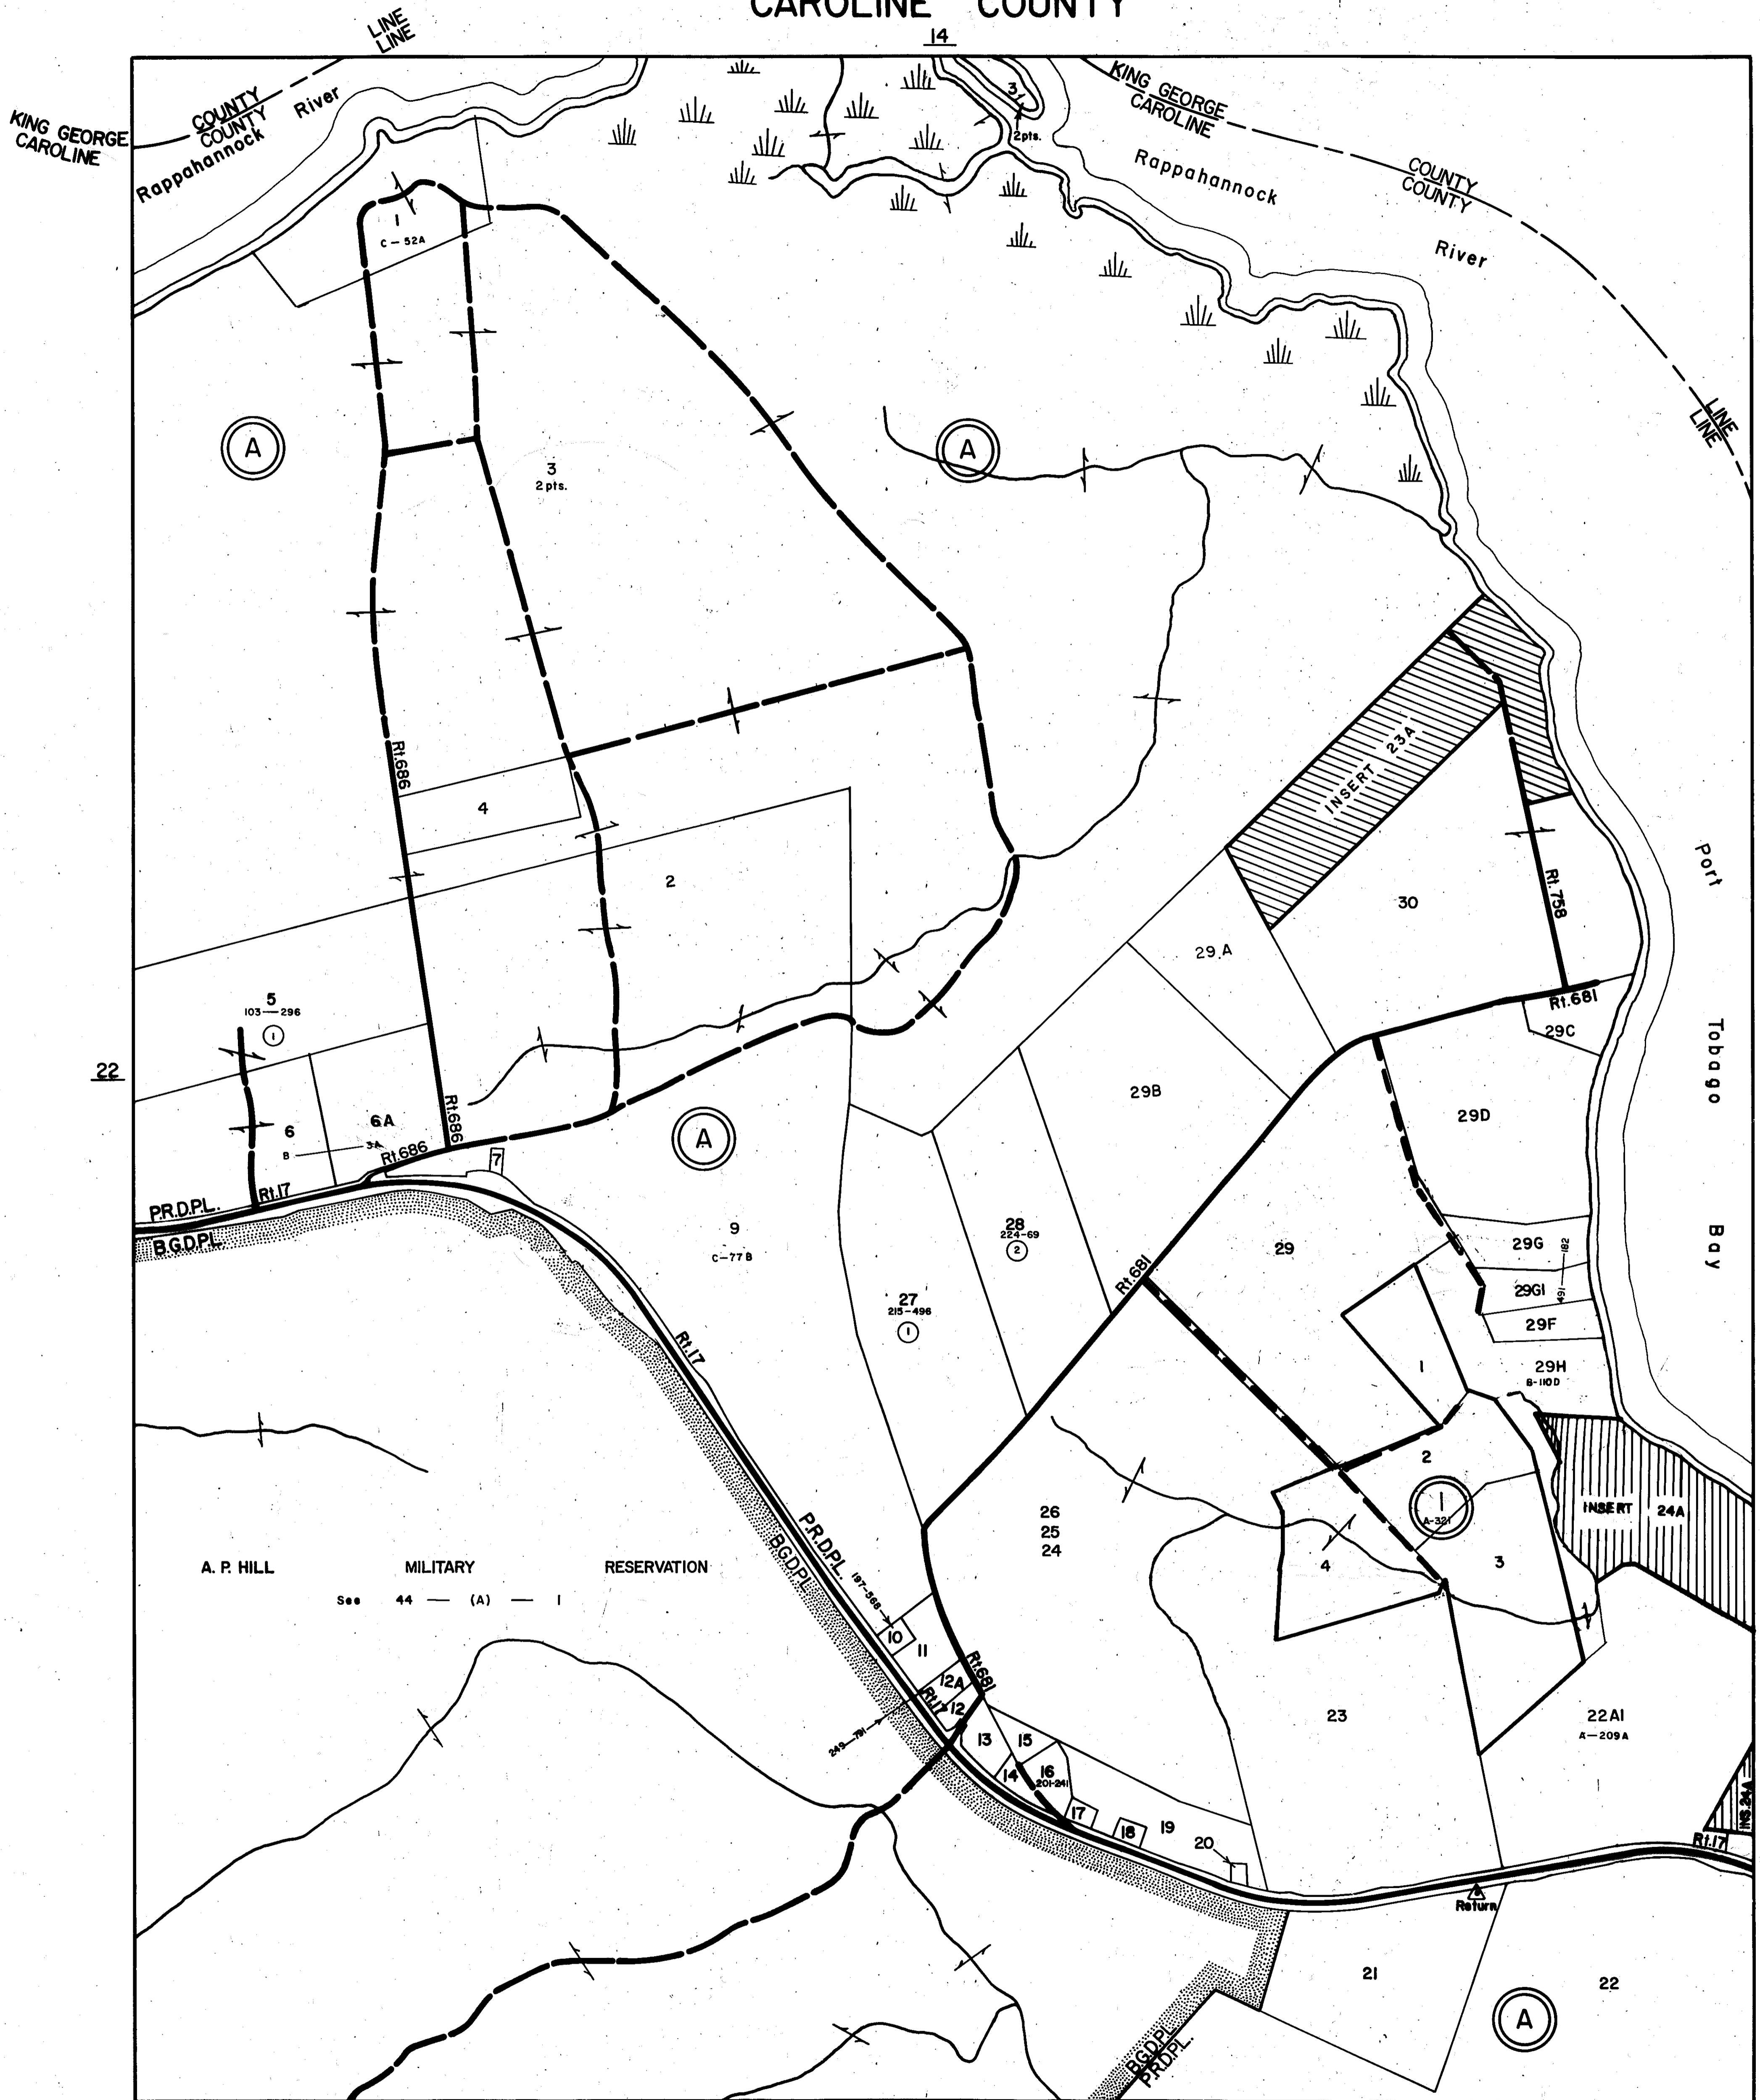 CAROLINE COUNTY
14
LINE
LINE
KING GEORGE
CAROLINE
COUNTY
COUNTY
Rappahannock
River
3
2pts.
KING GEORGE
CAROLINE
Rappahannock
COUNTY
COUNTY
River
LINE
LINE
1
C-52A
A
A
3
2 pts.
Rt.686
4
2
INSERT 23A
30
Rt.758
Port
Tobago
Bay
29A
Rt.681
29C
5
103-296
1
22
6
B
6A
3A
Rt.686
Rt.686
7
A
29B
29D
P.R.D.P.L.
Rt.17
B.G.D.P.L.
9
C-77B
28
224-69
2
29
29G
182
29G1
491
29F
27
215-496
1
Rt.681
Rt.17
1
29H
B-110D
2
1
A-321
INSERT 24A
26
25
24
4
3
P.R.D.P.L.
B.G.D.P.L.
A. P. HILL MILITARY RESERVATION
See 44 — (A) — 1
197-568
10
11
12A
Rt.681
Rt.17
12
249-791
13
15
14
16
201-241
17
18
19
20
23
22A1
A-209A
INS.24A
Rt.17
Return
21
22
A
B.G.D.P.L.
P.R.D.P.L.